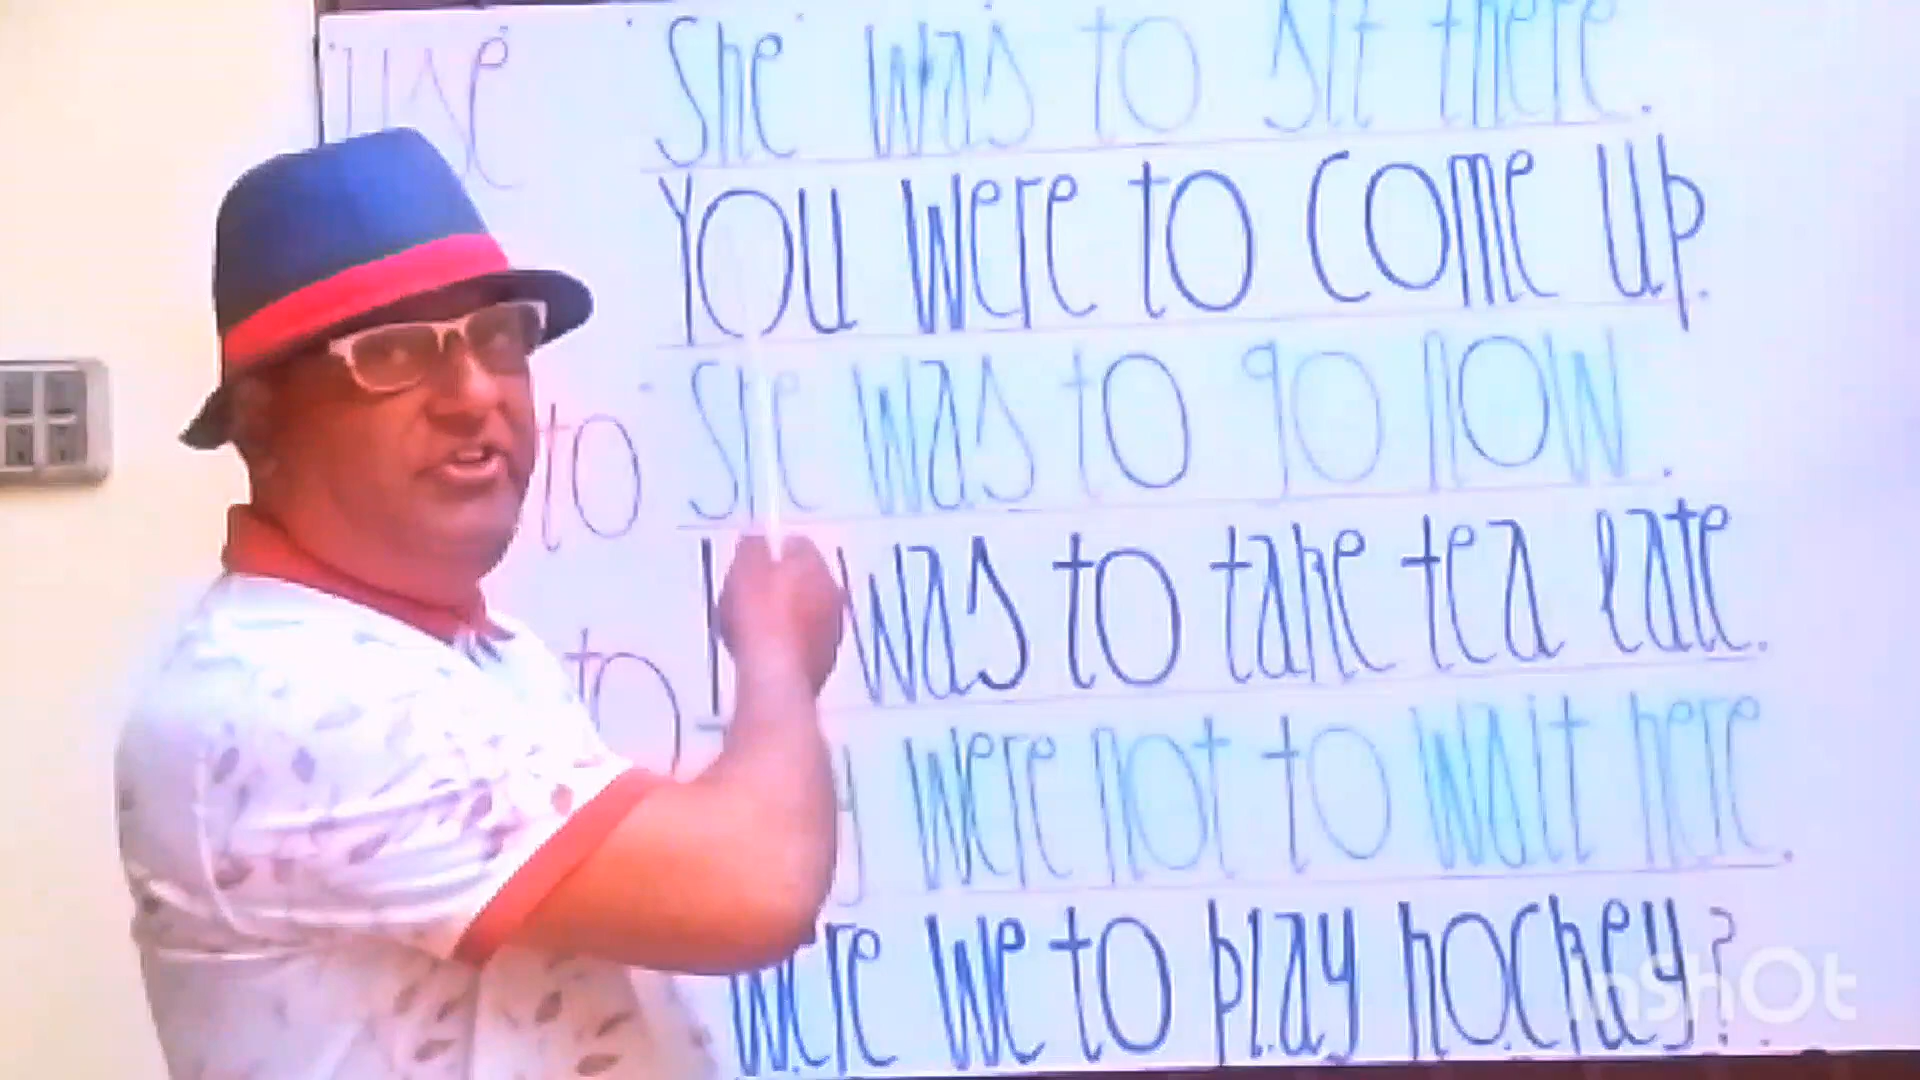 use She was to sit there.
You were to come up.
to She was to go now.
was to take tea late.
to were not to wait here.
were we to play hockey?
InShOt